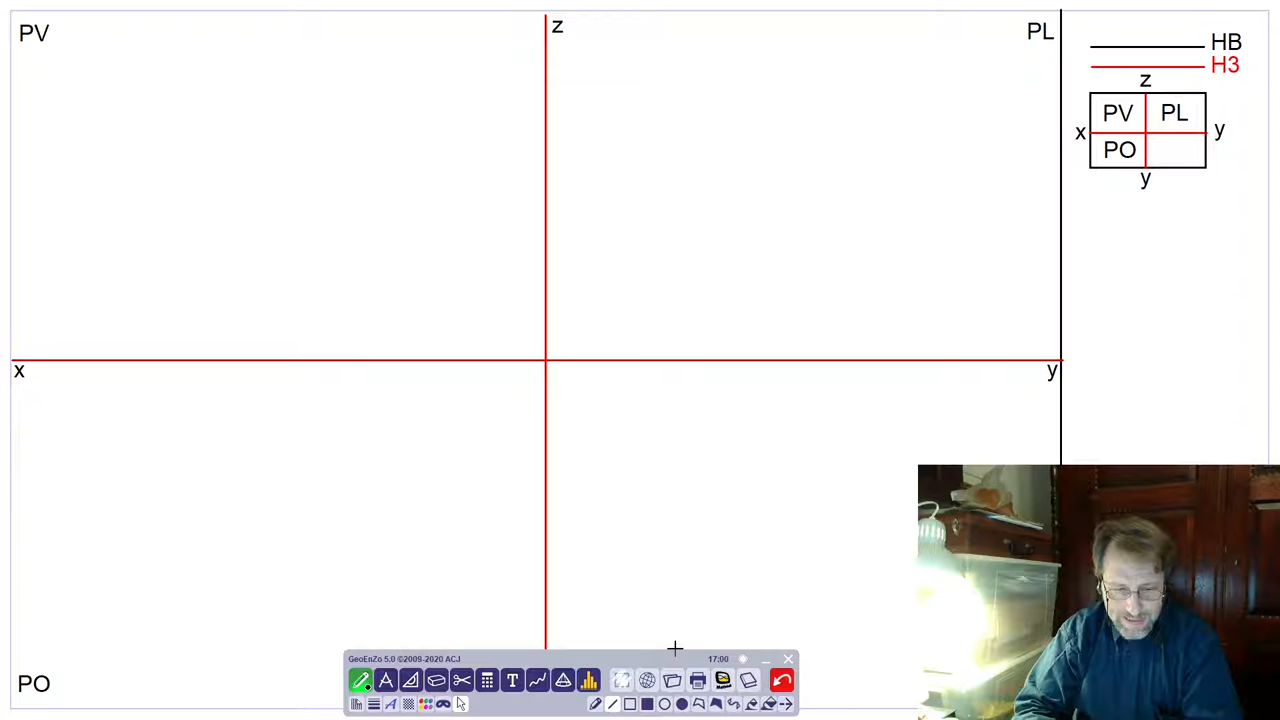 PV
z
PL
HB
H3
z
PV
PL
x
y
PO
y
x
y
PO
GeoEnZo 5.0 ©2009-2020 ACJ
17:00